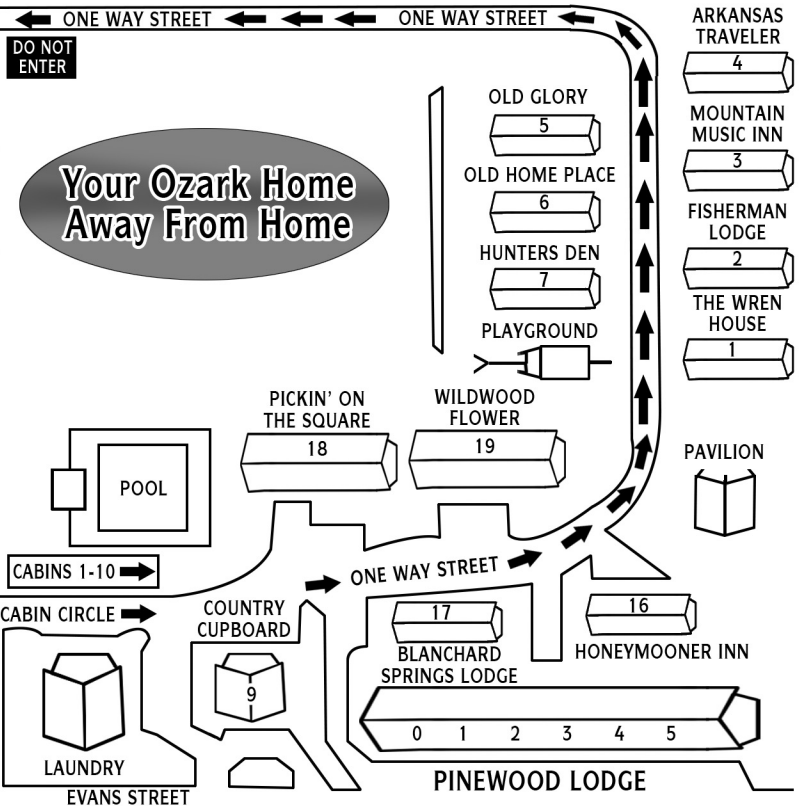 ONE WAY STREET
ONE WAY STREET
DO NOT
ENTER
ARKANSAS
TRAVELER
4
OLD GLORY
5
MOUNTAIN
MUSIC INN
3
Your Ozark Home
Away From Home
OLD HOME PLACE
6
FISHERMAN
LODGE
2
HUNTERS DEN
7
THE WREN
HOUSE
1
PLAYGROUND
PICKIN' ON
THE SQUARE
18
WILDWOOD
FLOWER
19
PAVILION
POOL
CABINS 1-10
ONE WAY STREET
CABIN CIRCLE
COUNTRY
CUPBOARD
9
17
BLANCHARD
SPRINGS LODGE
16
HONEYMOONER INN
LAUNDRY
EVANS STREET
0 1 2 3 4 5
PINEWOOD LODGE